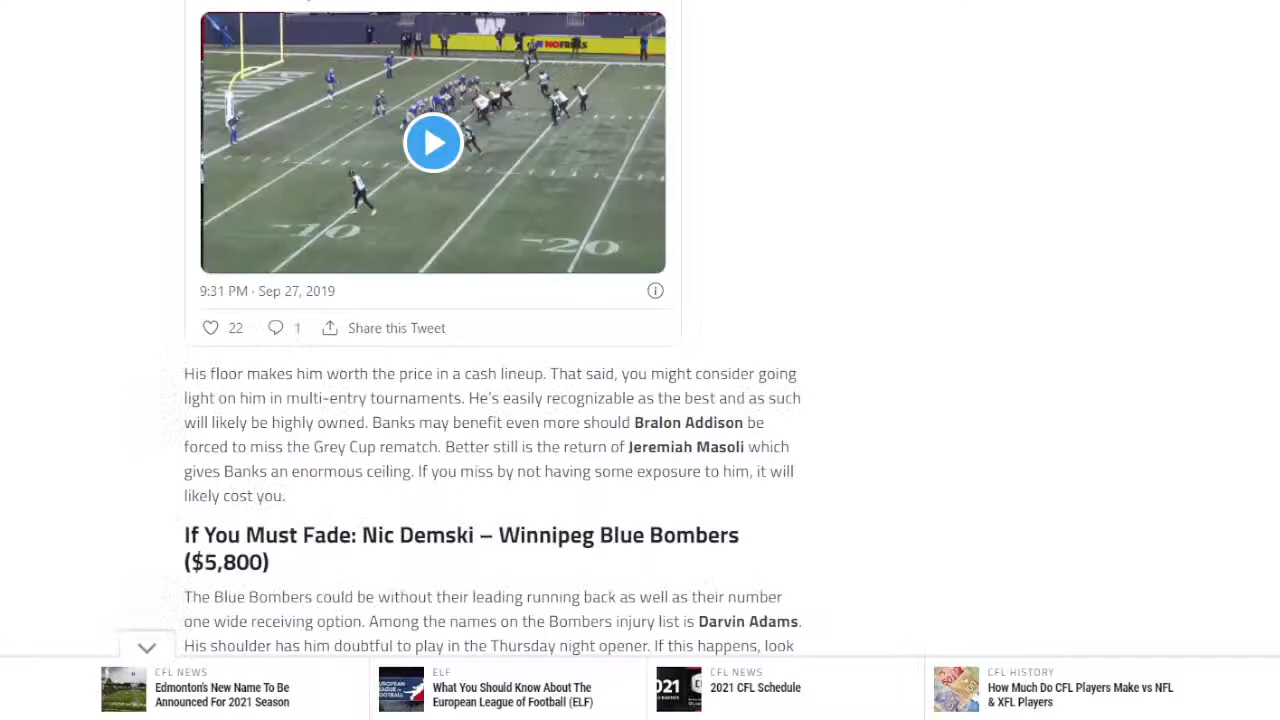 W
NOFRILLS
-10
-20
9:31 PM · Sep 27, 2019
22 1 Share this Tweet
His floor makes him worth the price in a cash lineup. That said, you might consider going
light on him in multi-entry tournaments. He's easily recognizable as the best and as such
will likely be highly owned. Banks may benefit even more should Bralon Addison be
forced to miss the Grey Cup rematch. Better still is the return of Jeremiah Masoli which
gives Banks an enormous ceiling. If you miss by not having some exposure to him, it will
likely cost you.
If You Must Fade: Nic Demski – Winnipeg Blue Bombers
($5,800)
The Blue Bombers could be without their leading running back as well as their number
one wide receiving option. Among the names on the Bombers injury list is Darvin Adams.
His shoulder has him doubtful to play in the Thursday night opener. If this happens, look
CFL NEWS
Edmonton's New Name To Be
Announced For 2021 Season
EUROPEAN
LEAGUE OF
FOOTBALL
ELF
What You Should Know About The
European League of Football (ELF)
021
CFL NEWS
2021 CFL Schedule
CFL HISTORY
How Much Do CFL Players Make vs NFL
& XFL Players